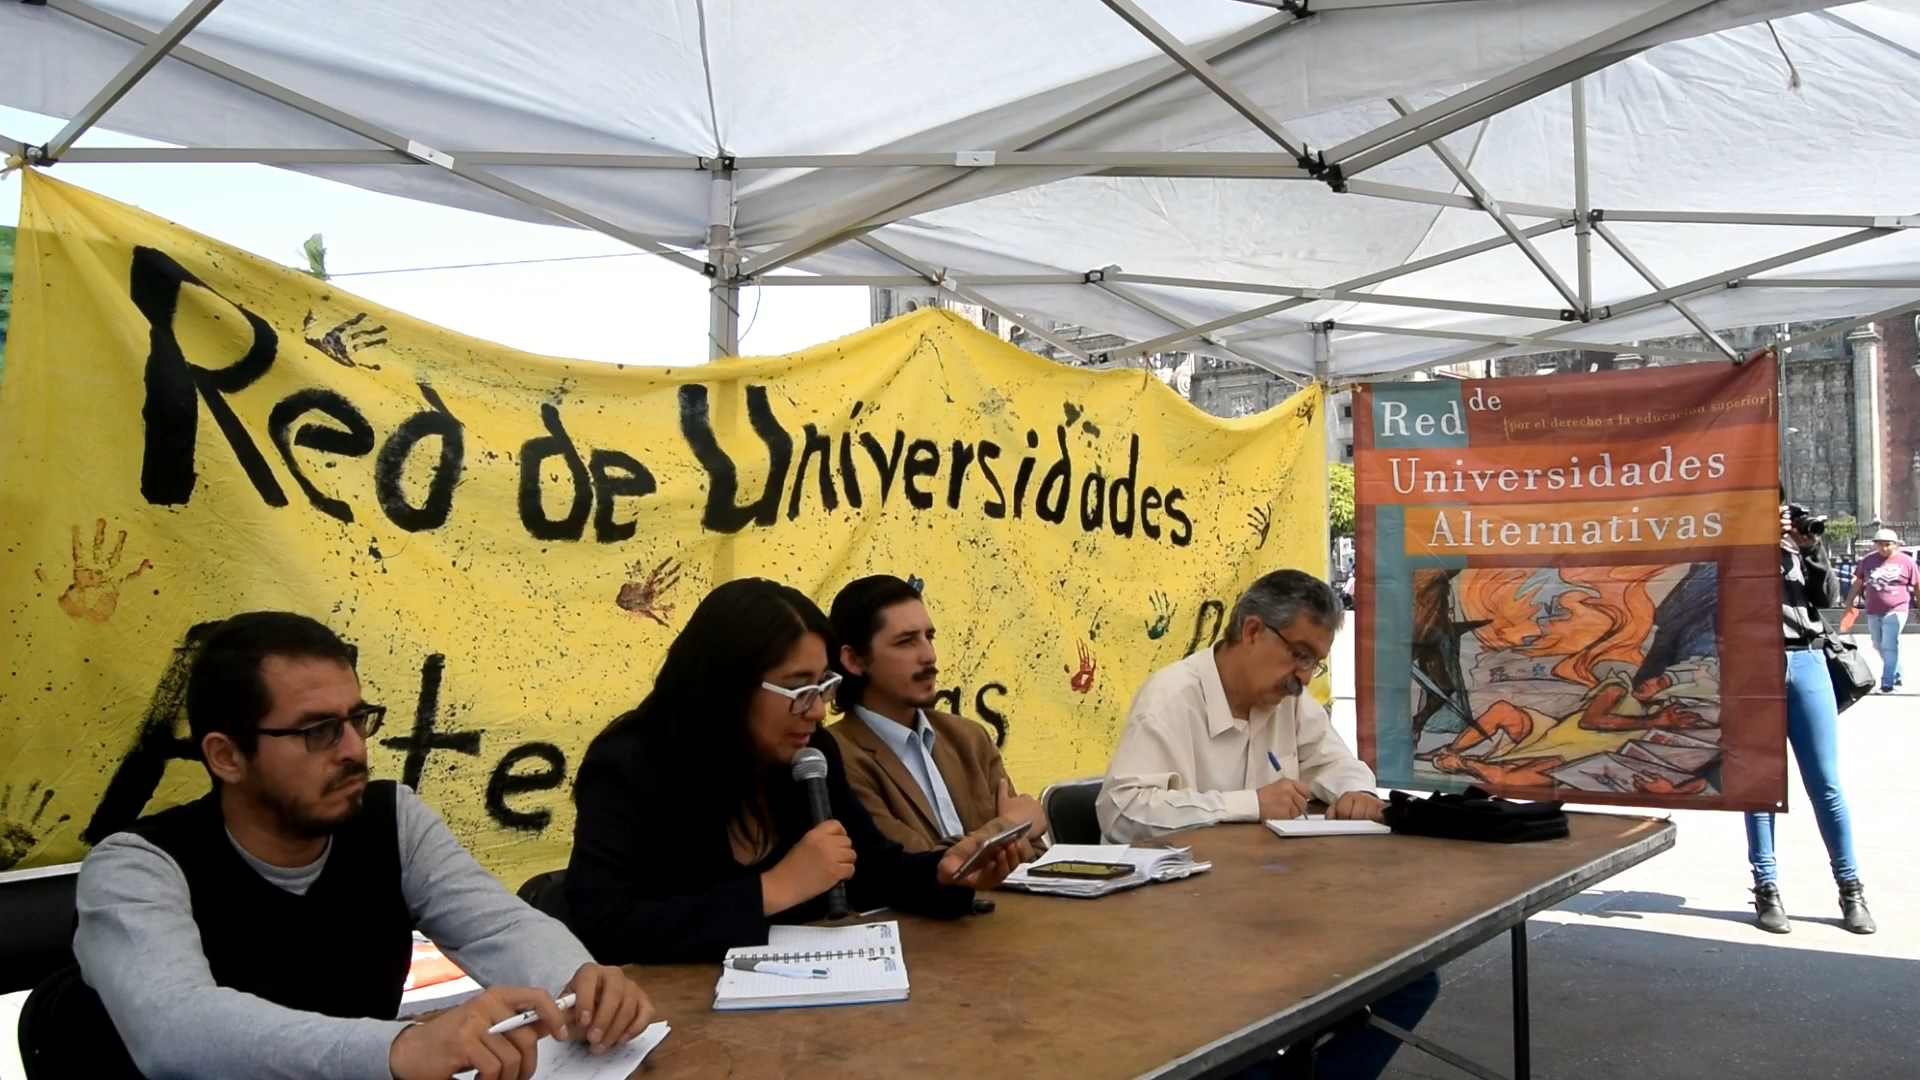 Red de Universidades
Red de
{por el derecho a la educación superior}
Universidades
Alternativas